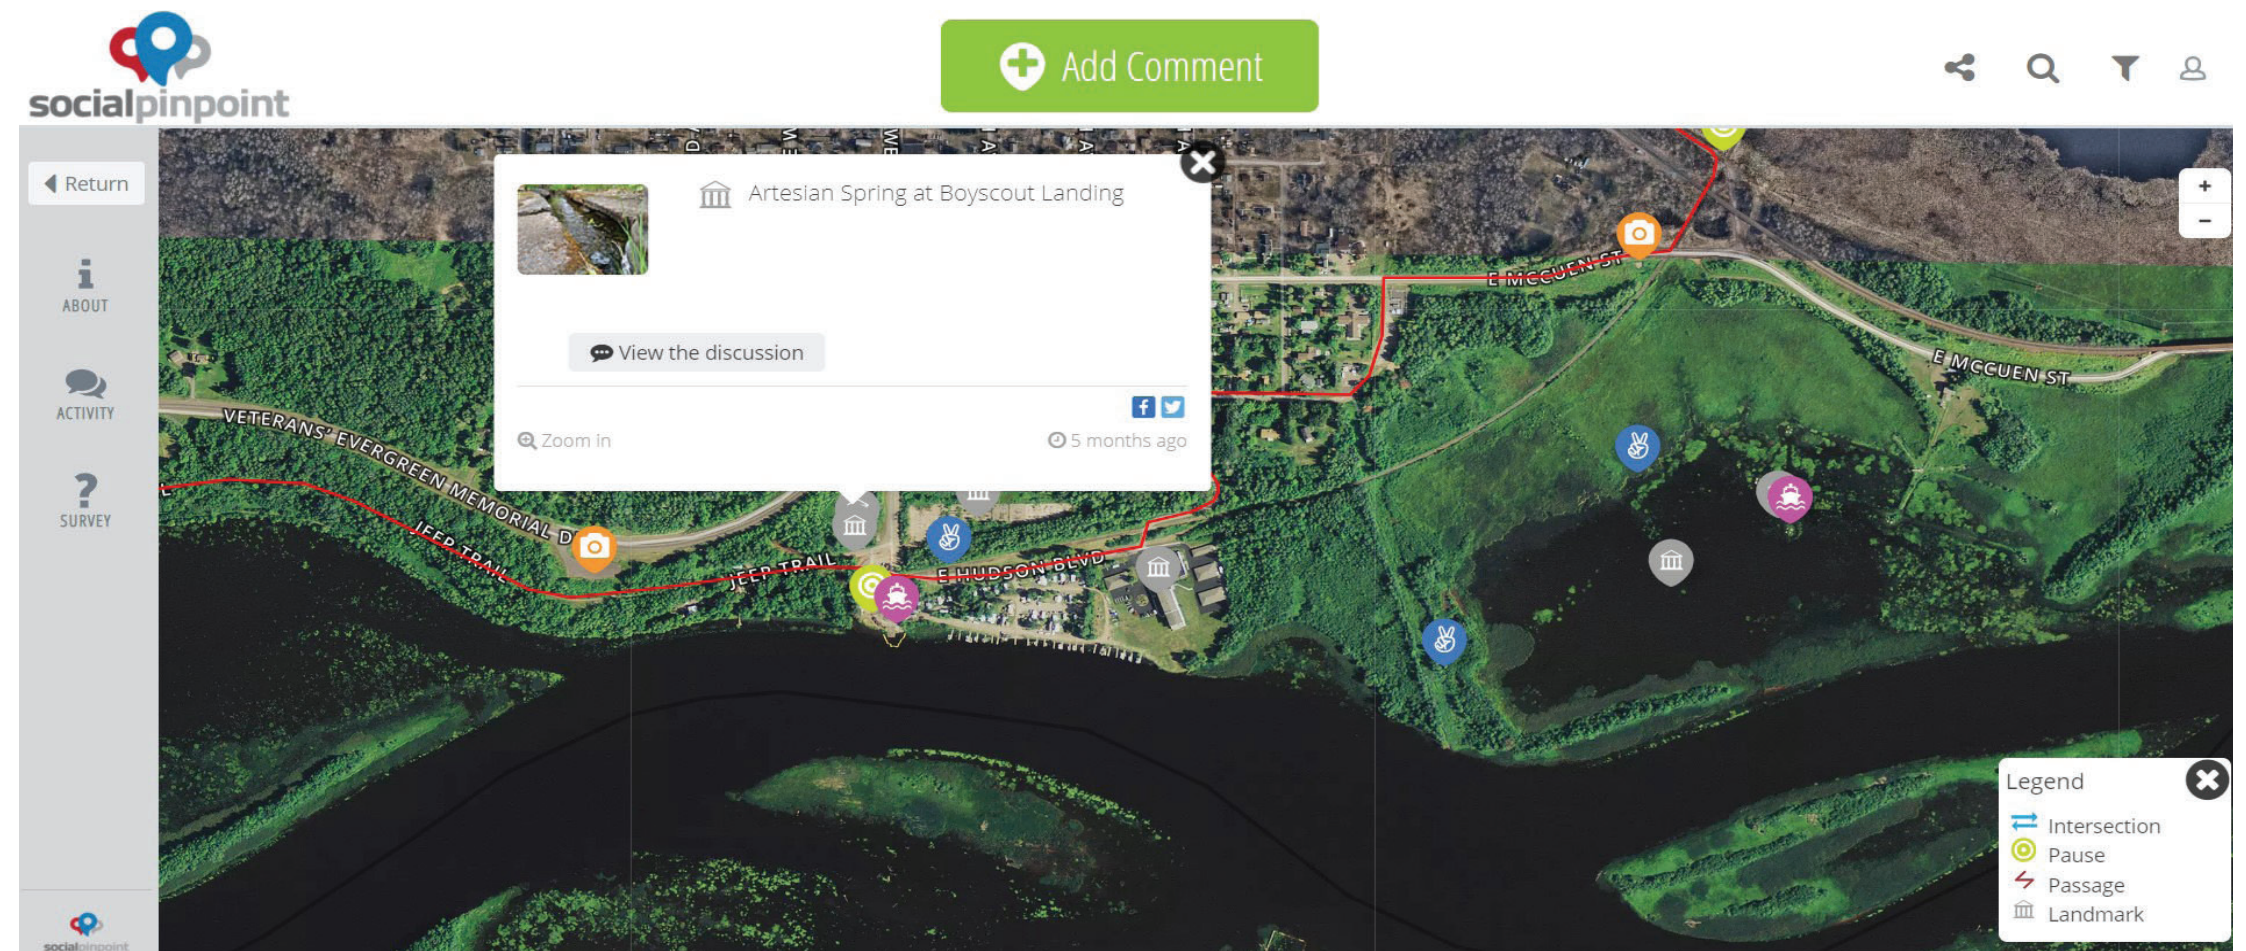 socialpinpoint
Add Comment
Return
ABOUT
ACTIVITY
SURVEY
Artesian Spring at Boyscout Landing
View the discussion
Zoom in
5 months ago
+
-
E MCCUEN ST
E MCCUEN ST
VETERANS' EVERGREEN MEMORIAL D
JEEP TRAIL
JEEP TRAIL
E HUDSON BLVD
Legend
Intersection
Pause
Passage
Landmark
socialpinpoint